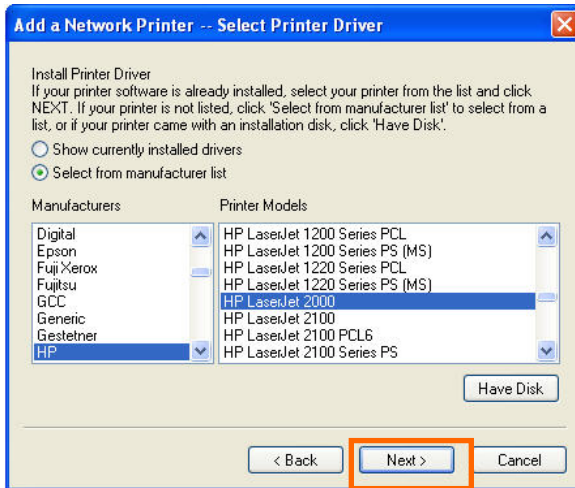 Add a Network Printer -- Select Printer Driver
Install Printer Driver
If your printer software is already installed, select your printer from the list and click
NEXT. If your printer is not listed, click 'Select from manufacturer list' to select from a
list, or if your printer came with an installation disk, click 'Have Disk'.
Show currently installed drivers
Select from manufacturer list
Manufacturers
Digital
Epson
Fuji Xerox
Fujitsu
GCC
Generic
Gestetner
HP
Printer Models
HP LaserJet 1200 Series PCL
HP LaserJet 1200 Series PS (MS)
HP LaserJet 1220 Series PCL
HP LaserJet 1220 Series PS (MS)
HP LaserJet 2000
HP LaserJet 2100
HP LaserJet 2100 PCL6
HP LaserJet 2100 Series PS
Have Disk
< Back
Next >
Cancel